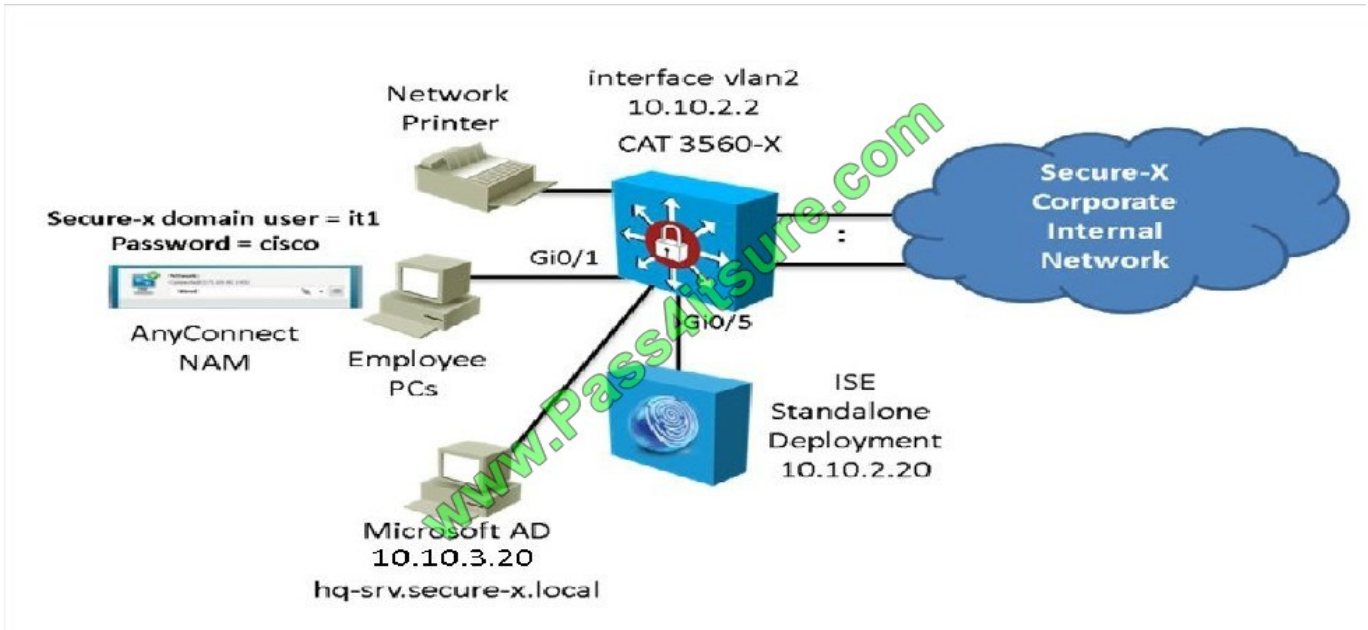 interface vlan2
10.10.2.2
CAT 3560-X
Network
Printer
Secure-X
Corporate
Internal
Network
:
Secure-x domain user = it1
Password = cisco
Gi0/1
AnyConnect
NAM
Employee
PCs
Gi0/5
ISE
Standalone
Deployment
10.10.2.20
Microsoft AD
10.10.3.20
hq-srv.secure-x.local
www.Pass4itsure.com